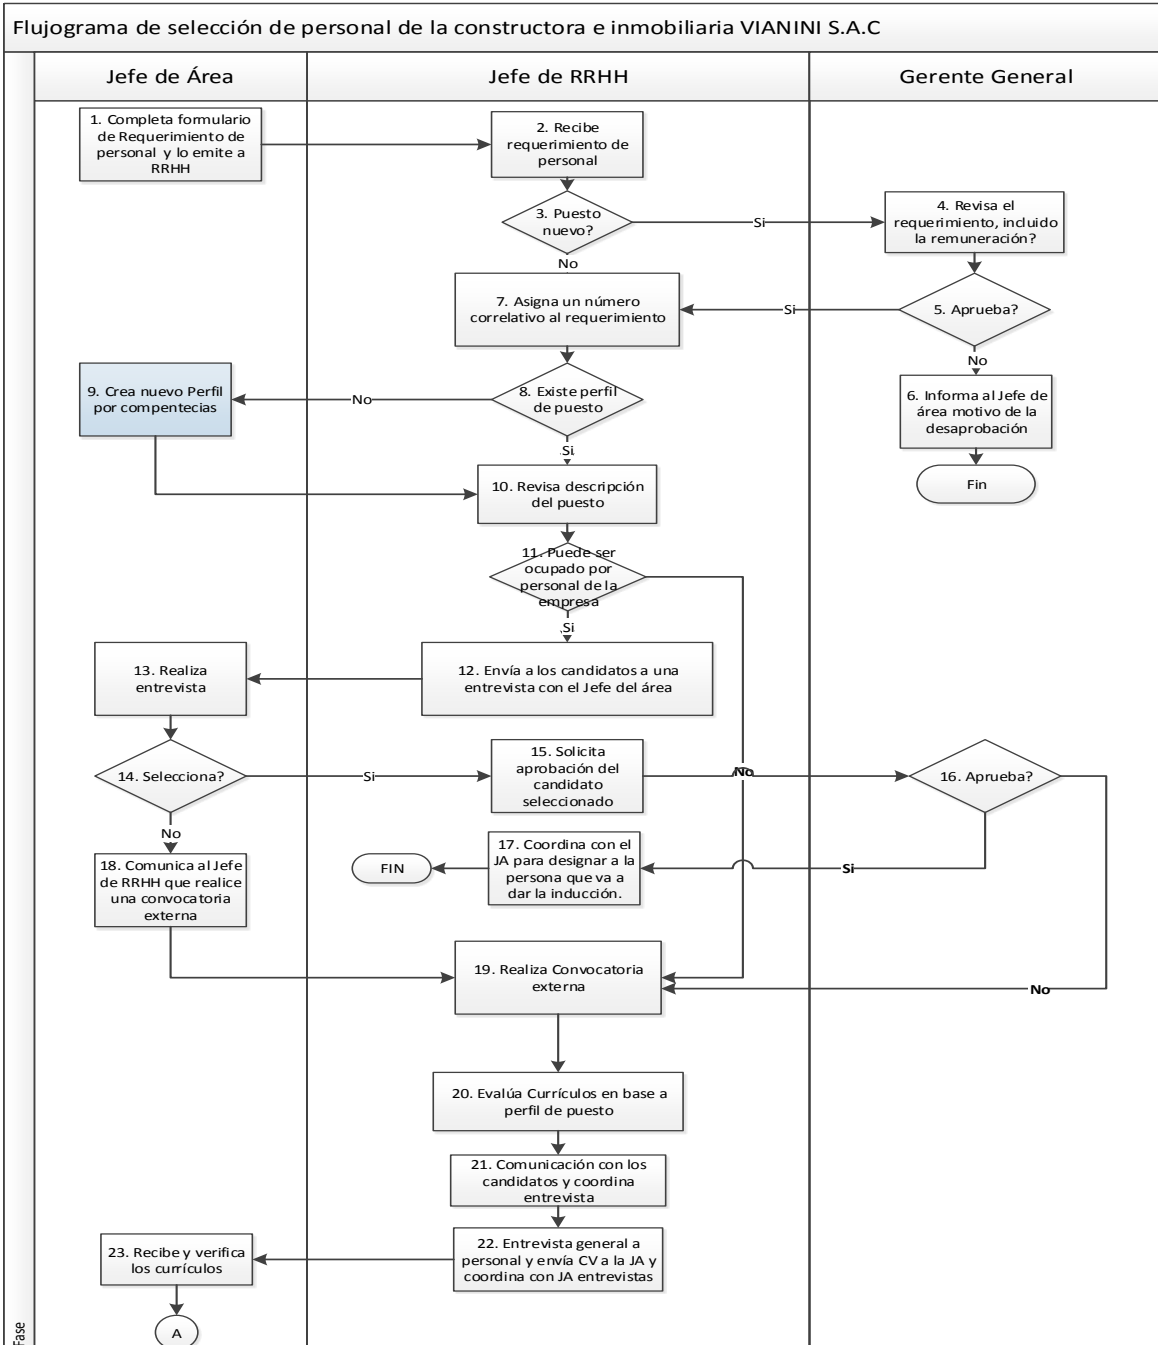 Flujograma de selección de personal de la constructora e inmobiliaria VIANINI S.A.C
Jefe de Área
Jefe de RRHH
Gerente General
1. Completa formulario
de Requerimiento de
personal y lo emite a
RRHH
2. Recibe
requerimiento de
personal
3. Puesto
nuevo?
Si
4. Revisa el
requerimiento, incluido
la remuneración?
No
7. Asigna un número
correlativo al requerimiento
Si
5. Aprueba?
No
6. Informa al Jefe de
área motivo de la
desaprobación
Fin
8. Existe perfil
de puesto
No
9. Crea nuevo Perfil
por compentecias
Si
10. Revisa descripción
del puesto
11. Puede ser
ocupado por
personal de la
empresa
Si
12. Envía a los candidatos a una
entrevista con el Jefe del área
13. Realiza
entrevista
14. Selecciona?
Si
15. Solicita
aprobación del
candidato
seleccionado
No
16. Aprueba?
No
17. Coordina con el
JA para designar a la
persona que va a
dar la inducción.
FIN
Si
18. Comunica al Jefe
de RRHH que realice
una convocatoria
externa
19. Realiza Convocatoria
externa
No
20. Evalúa Currículos en base a
perfil de puesto
21. Comunicación con los
candidatos y coordina
entrevista
22. Entrevista general a
personal y envía CV a la JA y
coordina con JA entrevistas
23. Recibe y verifica
los currículos
A
Fase